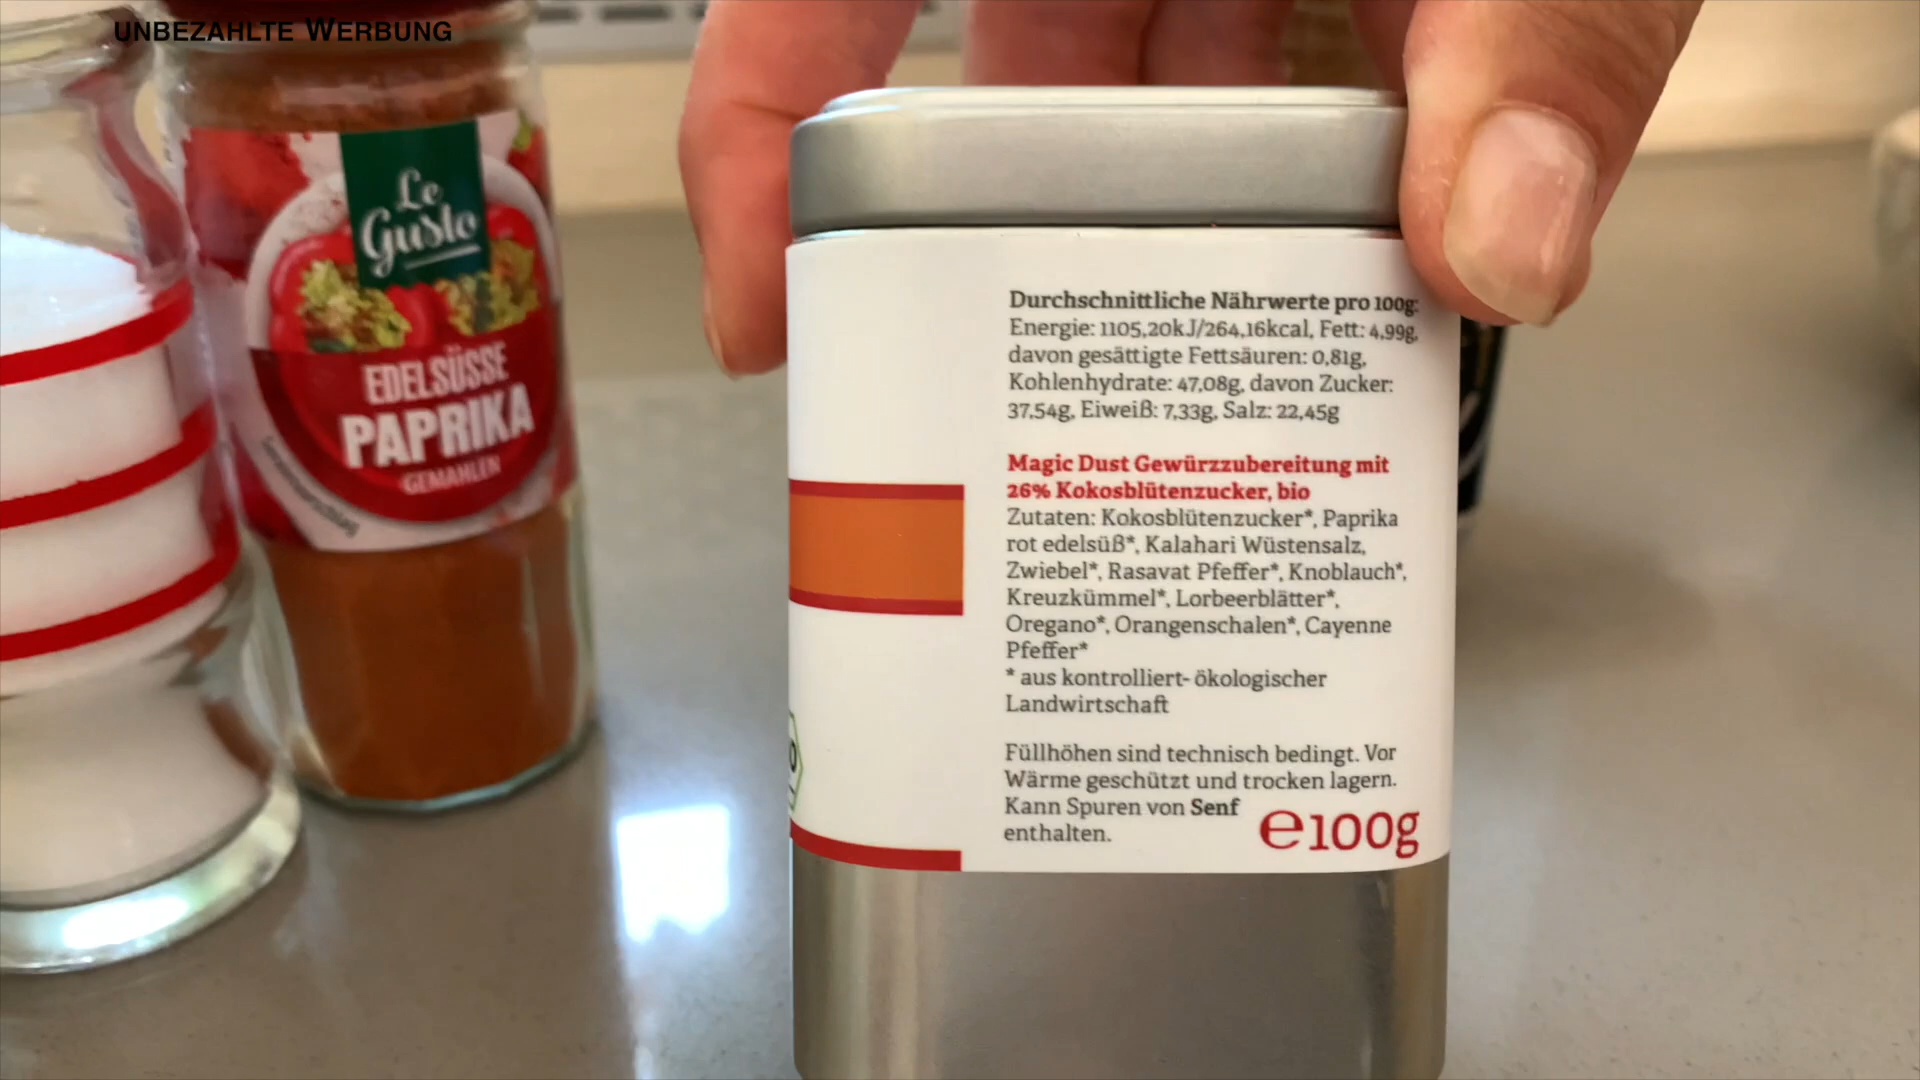 UNBEZAHLTE WERBUNG
Le
Gusto
EDELSÜSSE
PAPRIKA
GEMAHLEN
Durchschnittliche Nährwerte pro 100g:
Energie: 1105,20kJ/264,16kcal, Fett: 4,99g,
davon gesättigte Fettsäuren: 0,81g,
Kohlenhydrate: 47,08g, davon Zucker:
37,54g, Eiweiß: 7,33g, Salz: 22,45g
Magic Dust Gewürzzubereitung mit
26% Kokosblütenzucker, bio
Zutaten: Kokosblütenzucker*, Paprika
rot edelsüß*, Kalahari Wüstensalz,
Zwiebel*, Rasavat Pfeffer*, Knoblauch*,
Kreuzkümmel*, Lorbeerblätter*,
Oregano*, Orangenschalen*, Cayenne
Pfeffer*
* aus kontrolliert- ökologischer
Landwirtschaft
Füllhöhen sind technisch bedingt. Vor
Wärme geschützt und trocken lagern.
Kann Spuren von Senf
enthalten.
℮100g